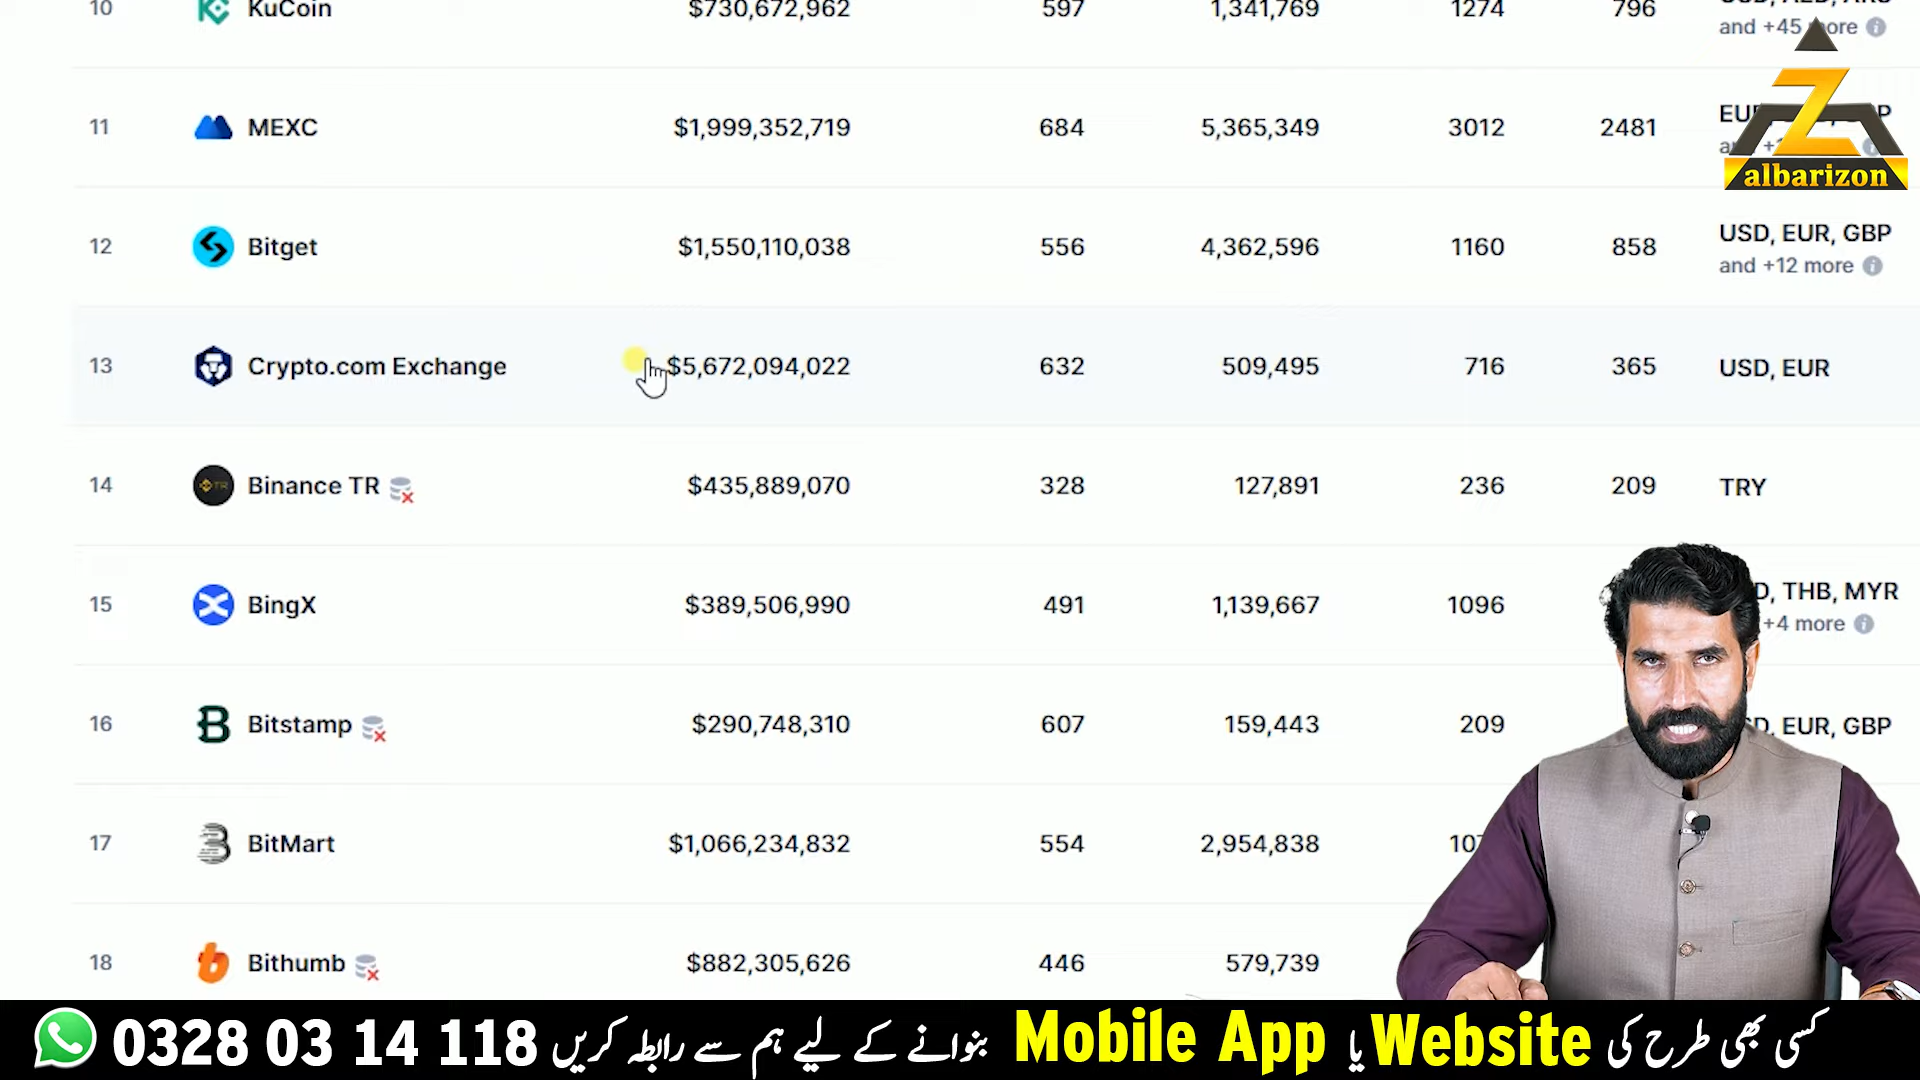 10 KuCoin $730,672,962 597 1,341,769 1274 796
and +45 more
11 MEXC $1,999,352,719 684 5,365,349 3012 2481
albarizon
12 Bitget $1,550,110,038 556 4,362,596 1160 858 USD, EUR, GBP
and +12 more
13 Crypto.com Exchange $5,672,094,022 632 509,495 716 365 USD, EUR
14 Binance TR $435,889,070 328 127,891 236 209 TRY
15 BingX $389,506,990 491 1,139,667 1096 THB, MYR
+4 more
16 Bitstamp $290,748,310 607 159,443 209 EUR, GBP
17 BitMart $1,066,234,832 554 2,954,838
18 Bithumb $882,305,626 446 579,739
کسی بھی طرح کی Website یا Mobile App بنوانے کے لیے ہم سے رابطہ کریں 0328 03 14 118